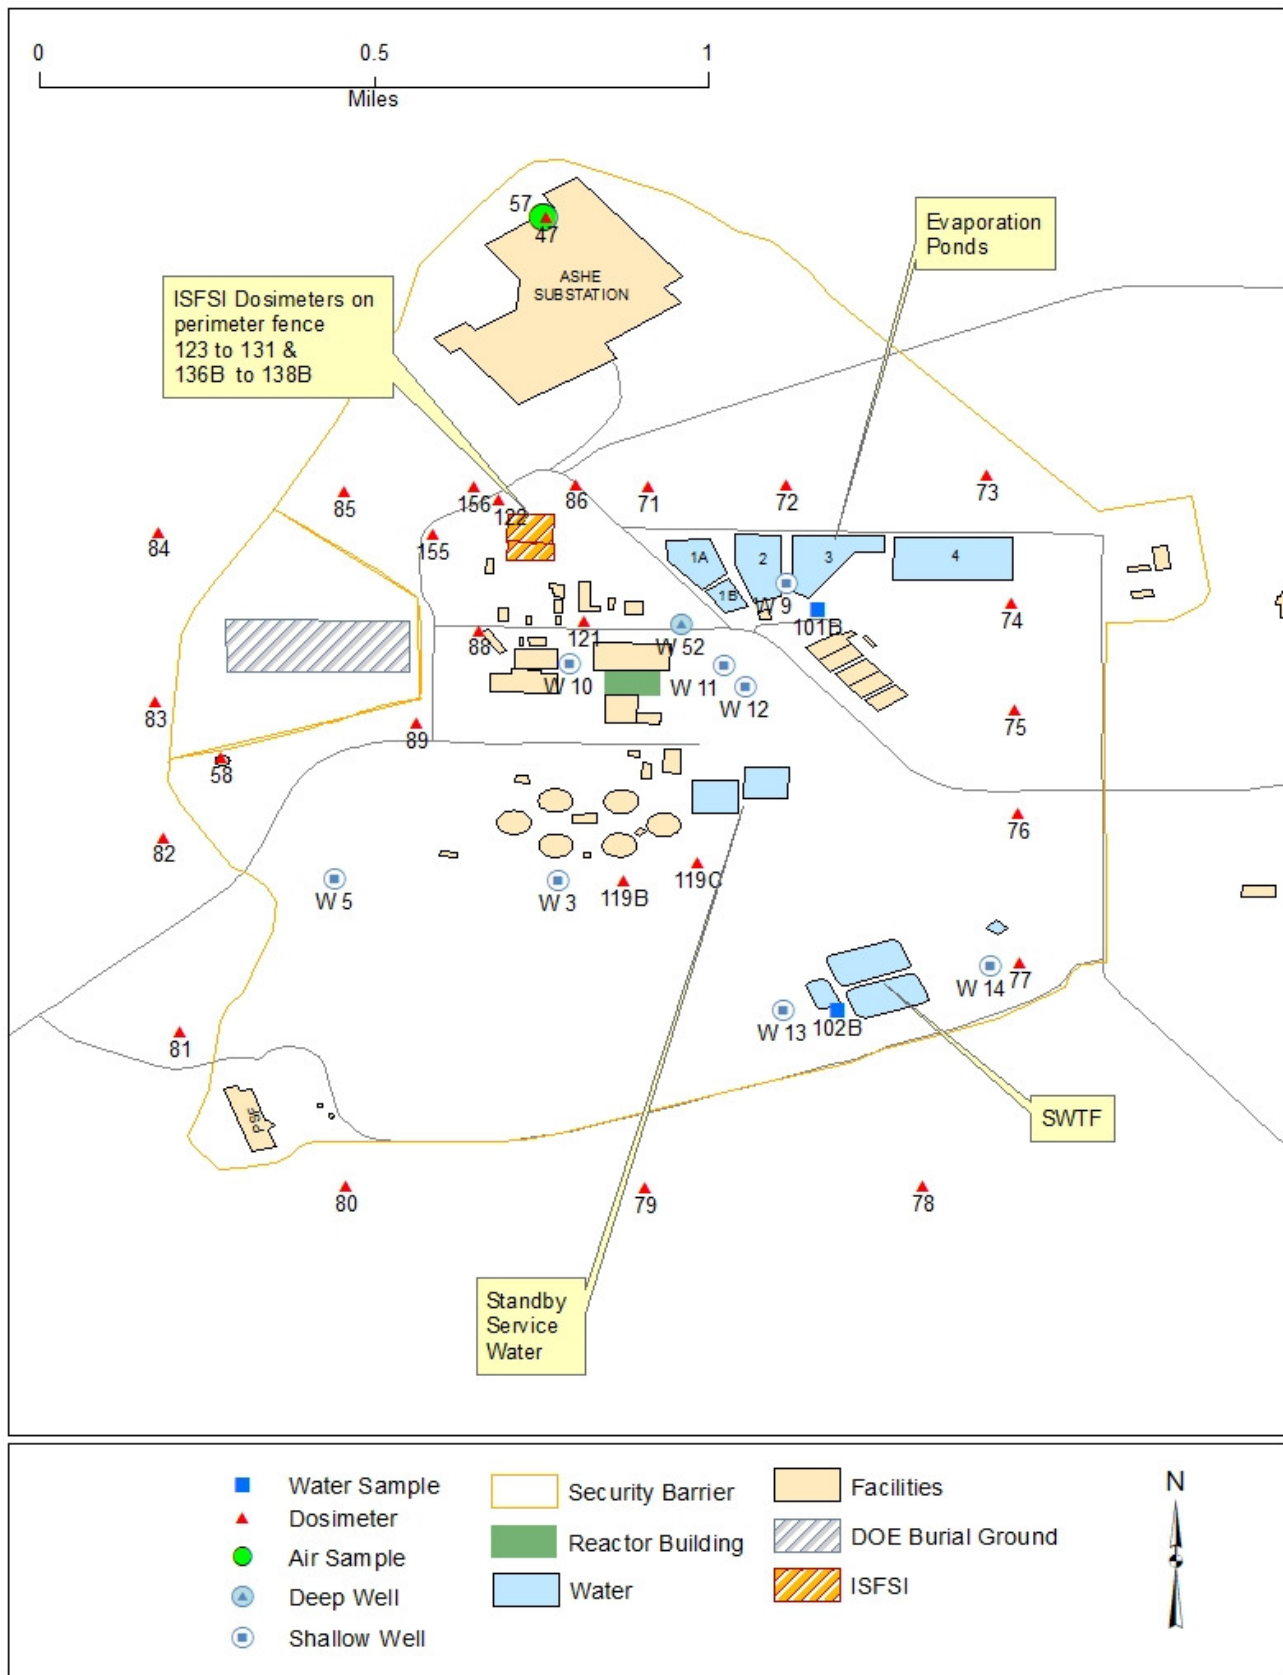 0 0.5 1
Miles
57
47
ASHE
SUBSTATION
Evaporation
Ponds
ISFSI Dosimeters on
perimeter fence
123 to 131 &
136B to 138B
85
156
122
86
71
72
73
84
155
1A
2
3
4
1B
W 9
101B
74
88
121
W 52
W 10
W 11
W 12
83
89
75
58
76
82
W 5
W 3
119B
119C
W 14
77
W 13
102B
81
PSF
SWTF
80
79
78
Standby
Service
Water
Water Sample
Dosimeter
Air Sample
Deep Well
Shallow Well
Security Barrier
Reactor Building
Water
Facilities
DOE Burial Ground
ISFSI
N